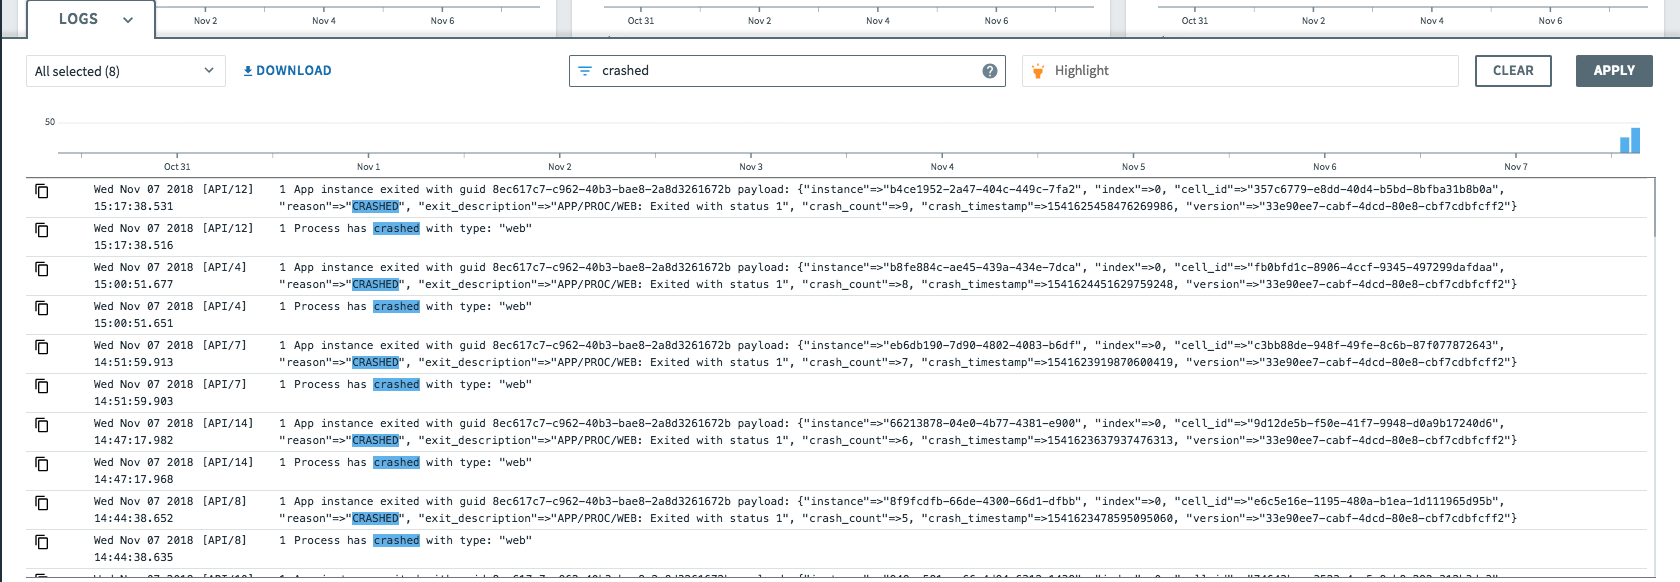 LOGS
Nov 2 Nov 4 Nov 6
Oct 31 Nov 2 Nov 4 Nov 6
Oct 31 Nov 2 Nov 4 Nov 6
All selected (8) DOWNLOAD crashed ? Highlight CLEAR APPLY
50
Oct 31 Nov 1 Nov 2 Nov 3 Nov 4 Nov 5 Nov 6 Nov 7
Wed Nov 07 2018 [API/12] 1 App instance exited with guid 8ec617c7-c962-40b3-bae8-2a8d3261672b payload: {"instance"=>"b4ce1952-2a47-404c-449c-7fa2", "index"=>0, "cell_id"=>"357c6779-e8dd-40d4-b5bd-8bfba31b8b0a",
15:17:38.531 "reason"=>"CRASHED", "exit_description"=>"APP/PROC/WEB: Exited with status 1", "crash_count"=>9, "crash_timestamp"=>1541625458476269986, "version"=>"33e90ee7-cabf-4dcd-80e8-cbf7cdbfcff2"}
Wed Nov 07 2018 [API/12] 1 Process has crashed with type: "web"
15:17:38.516
Wed Nov 07 2018 [API/4] 1 App instance exited with guid 8ec617c7-c962-40b3-bae8-2a8d3261672b payload: {"instance"=>"b8fe884c-ae45-439a-434e-7dca", "index"=>0, "cell_id"=>"fb0bfd1c-8906-4ccf-9345-497299dafdaa",
15:00:51.677 "reason"=>"CRASHED", "exit_description"=>"APP/PROC/WEB: Exited with status 1", "crash_count"=>8, "crash_timestamp"=>1541624451629759248, "version"=>"33e90ee7-cabf-4dcd-80e8-cbf7cdbfcff2"}
Wed Nov 07 2018 [API/4] 1 Process has crashed with type: "web"
15:00:51.651
Wed Nov 07 2018 [API/7] 1 App instance exited with guid 8ec617c7-c962-40b3-bae8-2a8d3261672b payload: {"instance"=>"eb6db190-7d90-4802-4083-b6df", "index"=>0, "cell_id"=>"c3bb88de-948f-49fe-8c6b-87f077872643",
14:51:59.913 "reason"=>"CRASHED", "exit_description"=>"APP/PROC/WEB: Exited with status 1", "crash_count"=>7, "crash_timestamp"=>1541623919870600419, "version"=>"33e90ee7-cabf-4dcd-80e8-cbf7cdbfcff2"}
Wed Nov 07 2018 [API/7] 1 Process has crashed with type: "web"
14:51:59.903
Wed Nov 07 2018 [API/14] 1 App instance exited with guid 8ec617c7-c962-40b3-bae8-2a8d3261672b payload: {"instance"=>"66213878-04e0-4b77-4381-e900", "index"=>0, "cell_id"=>"9d12de5b-f50e-41f7-9948-d0a9b17240d6",
14:47:17.982 "reason"=>"CRASHED", "exit_description"=>"APP/PROC/WEB: Exited with status 1", "crash_count"=>6, "crash_timestamp"=>1541623637937476313, "version"=>"33e90ee7-cabf-4dcd-80e8-cbf7cdbfcff2"}
Wed Nov 07 2018 [API/14] 1 Process has crashed with type: "web"
14:47:17.968
Wed Nov 07 2018 [API/8] 1 App instance exited with guid 8ec617c7-c962-40b3-bae8-2a8d3261672b payload: {"instance"=>"8f9fcdfb-66de-4300-66d1-dfbb", "index"=>0, "cell_id"=>"e6c5e16e-1195-480a-b1ea-1d111965d95b",
14:44:38.652 "reason"=>"CRASHED", "exit_description"=>"APP/PROC/WEB: Exited with status 1", "crash_count"=>5, "crash_timestamp"=>1541623478595095060, "version"=>"33e90ee7-cabf-4dcd-80e8-cbf7cdbfcff2"}
Wed Nov 07 2018 [API/8] 1 Process has crashed with type: "web"
14:44:38.635